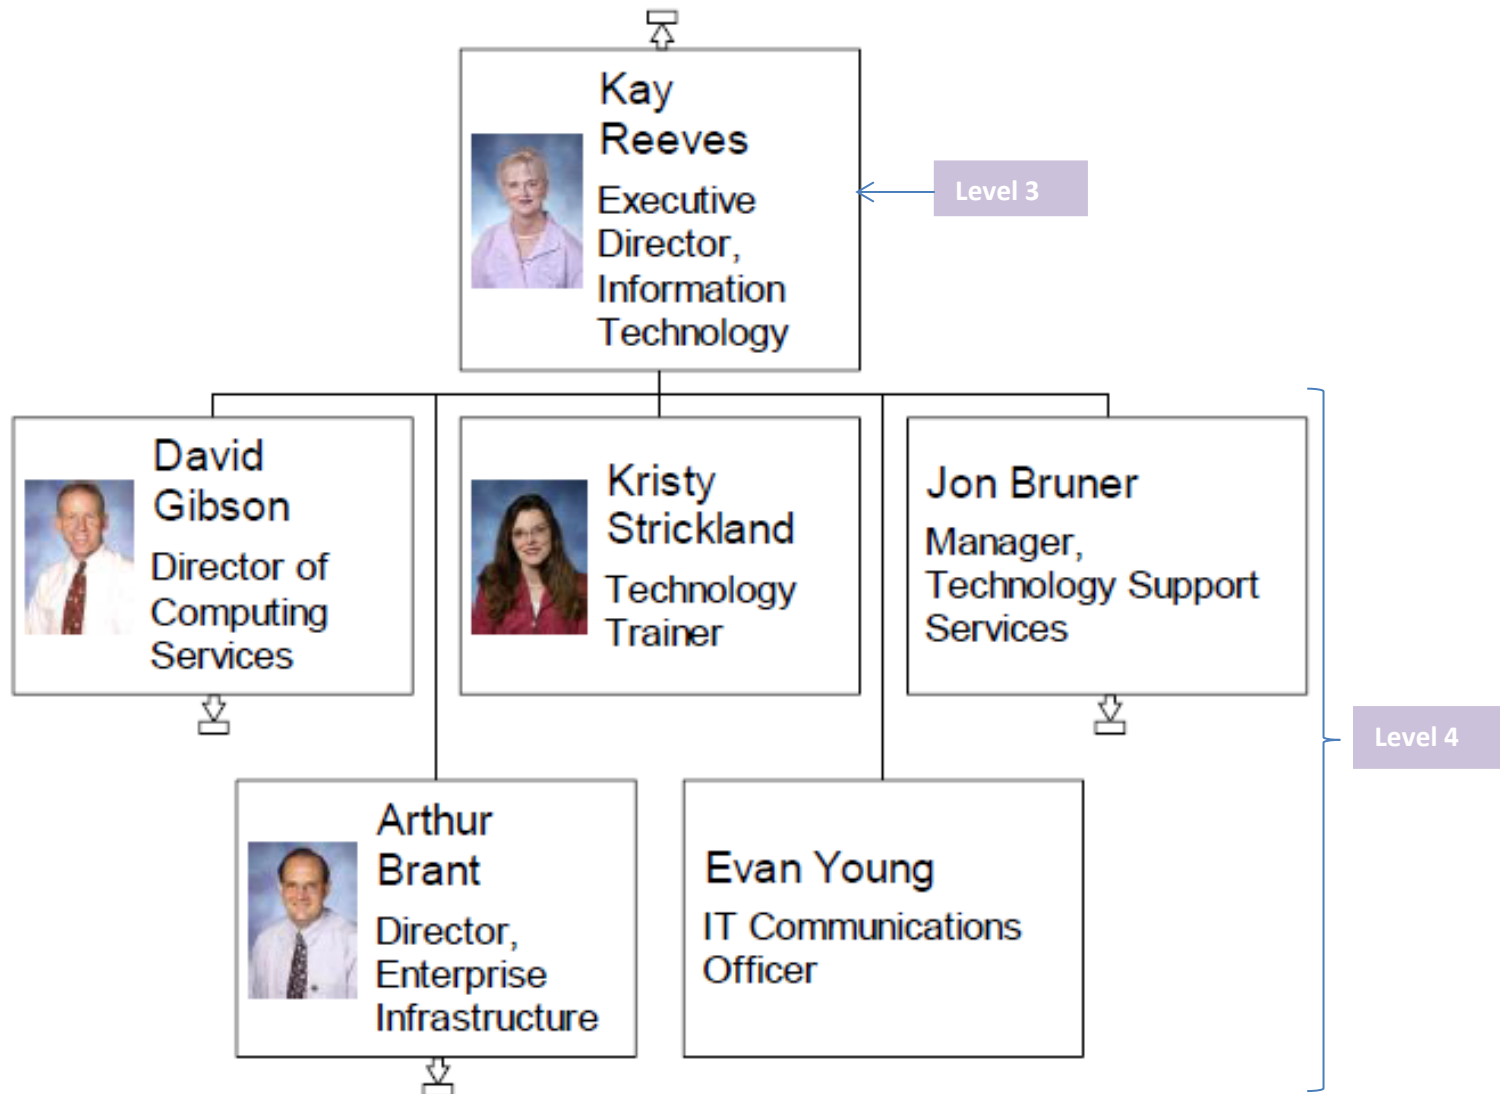 Kay
Reeves
Executive
Director,
Information
Technology
Level 3
David
Gibson
Director of
Computing
Services
Kristy
Strickland
Technology
Trainer
Jon Bruner
Manager,
Technology Support
Services
Level 4
Arthur
Brant
Director,
Enterprise
Infrastructure
Evan Young
IT Communications
Officer